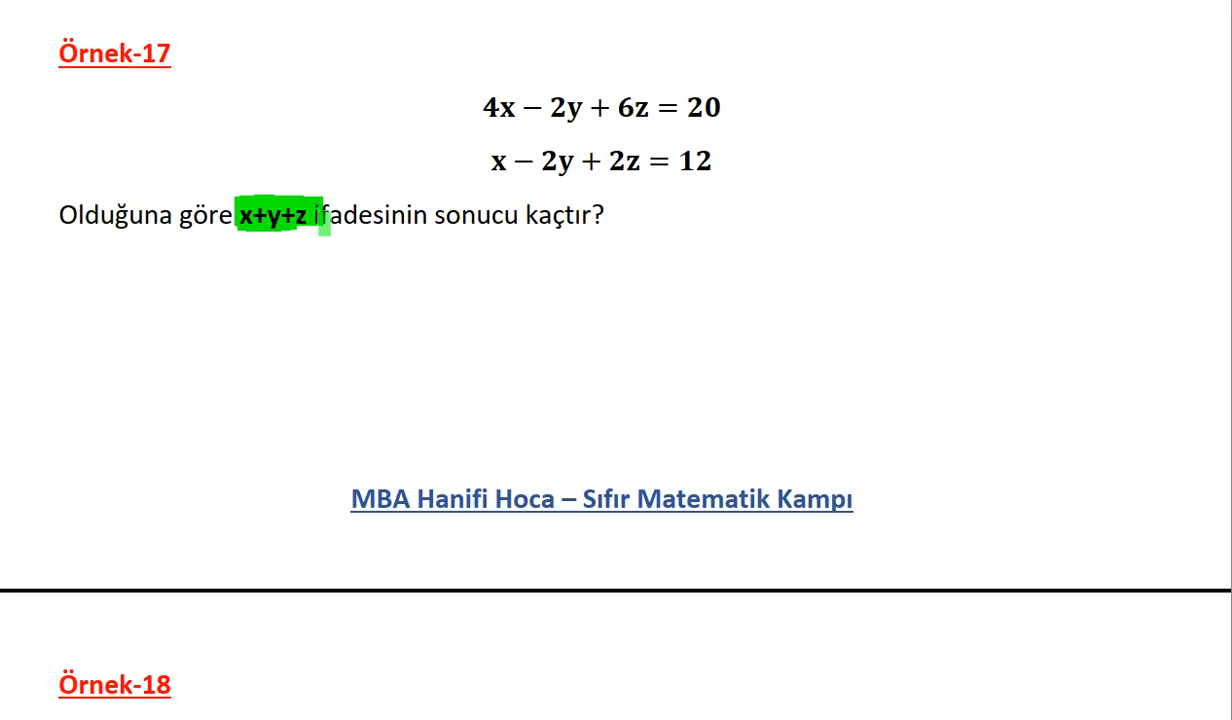 Örnek-17
4x − 2y + 6z = 20
x − 2y + 2z = 12
Olduğuna göre x+y+z ifadesinin sonucu kaçtır?
MBA Hanifi Hoca – Sıfır Matematik Kampı
Örnek-18